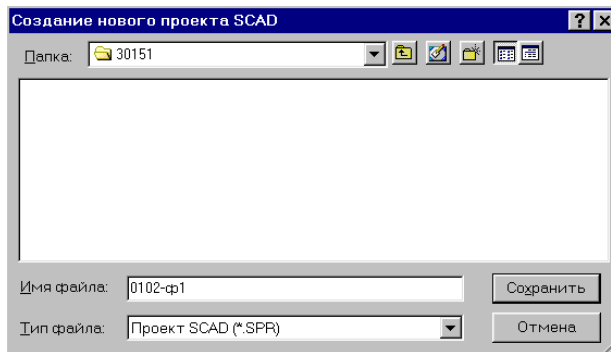 Создание нового проекта SCAD
Папка: 30151
Имя файла: 0102-ф1 Сохранить
Тип файла: Проект SCAD (*.SPR) Отмена